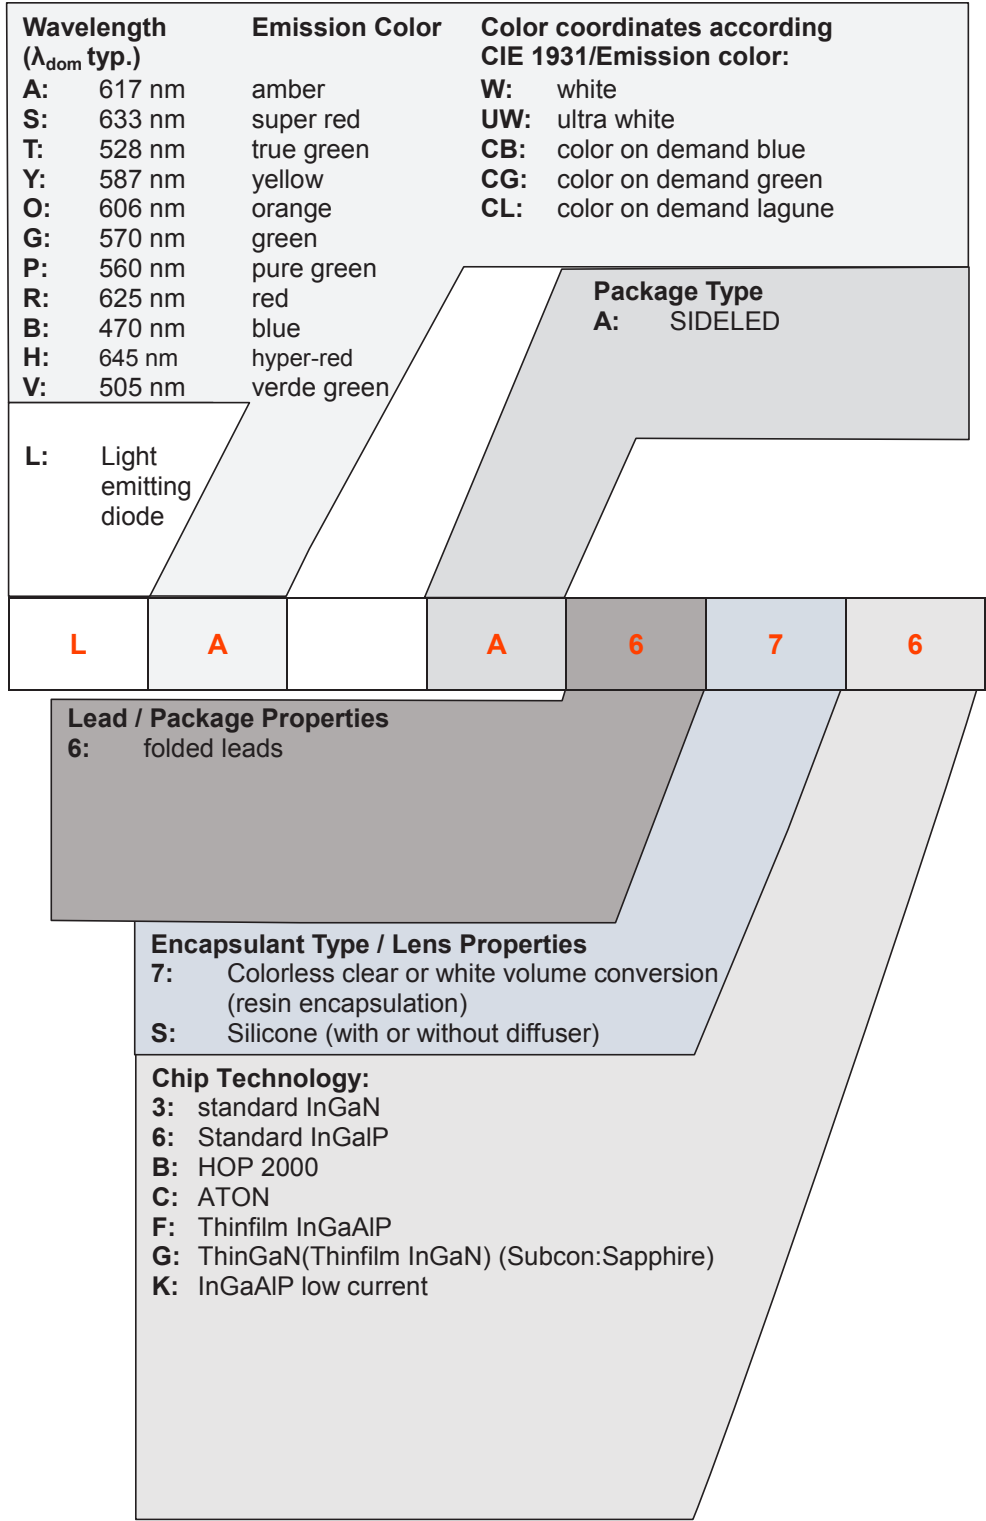 Wavelength Emission Color
(λdom typ.)
A: 617 nm amber
S: 633 nm super red
T: 528 nm true green
Y: 587 nm yellow
O: 606 nm orange
G: 570 nm green
P: 560 nm pure green
R: 625 nm red
B: 470 nm blue
H: 645 nm hyper-red
V: 505 nm verde green
Color coordinates according
CIE 1931/Emission color:
W: white
UW: ultra white
CB: color on demand blue
CG: color on demand green
CL: color on demand lagune
Package Type
A: SIDELED
L: Light
emitting
diode
L A A 6 7 6
Lead / Package Properties
6: folded leads
Encapsulant Type / Lens Properties
7: Colorless clear or white volume conversion
(resin encapsulation)
S: Silicone (with or without diffuser)
Chip Technology:
3: standard InGaN
6: Standard InGalP
B: HOP 2000
C: ATON
F: Thinfilm InGaAlP
G: ThinGaN(Thinfilm InGaN) (Subcon:Sapphire)
K: InGaAlP low current